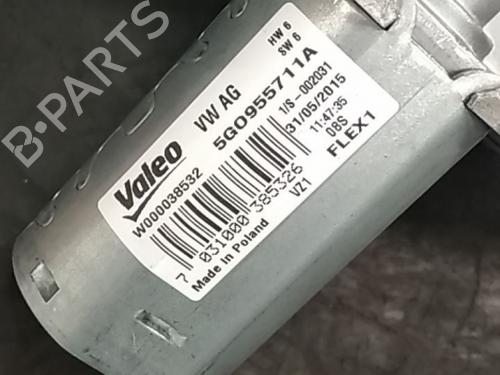 HW 6
SW 6
VW AG
5G0955711A
1/S-002031
31/05/2015
11:47:35
08S
FLEX1
Valeo
W000038532
7 031000 385326
VZ1
Made in Poland
B-PARTS